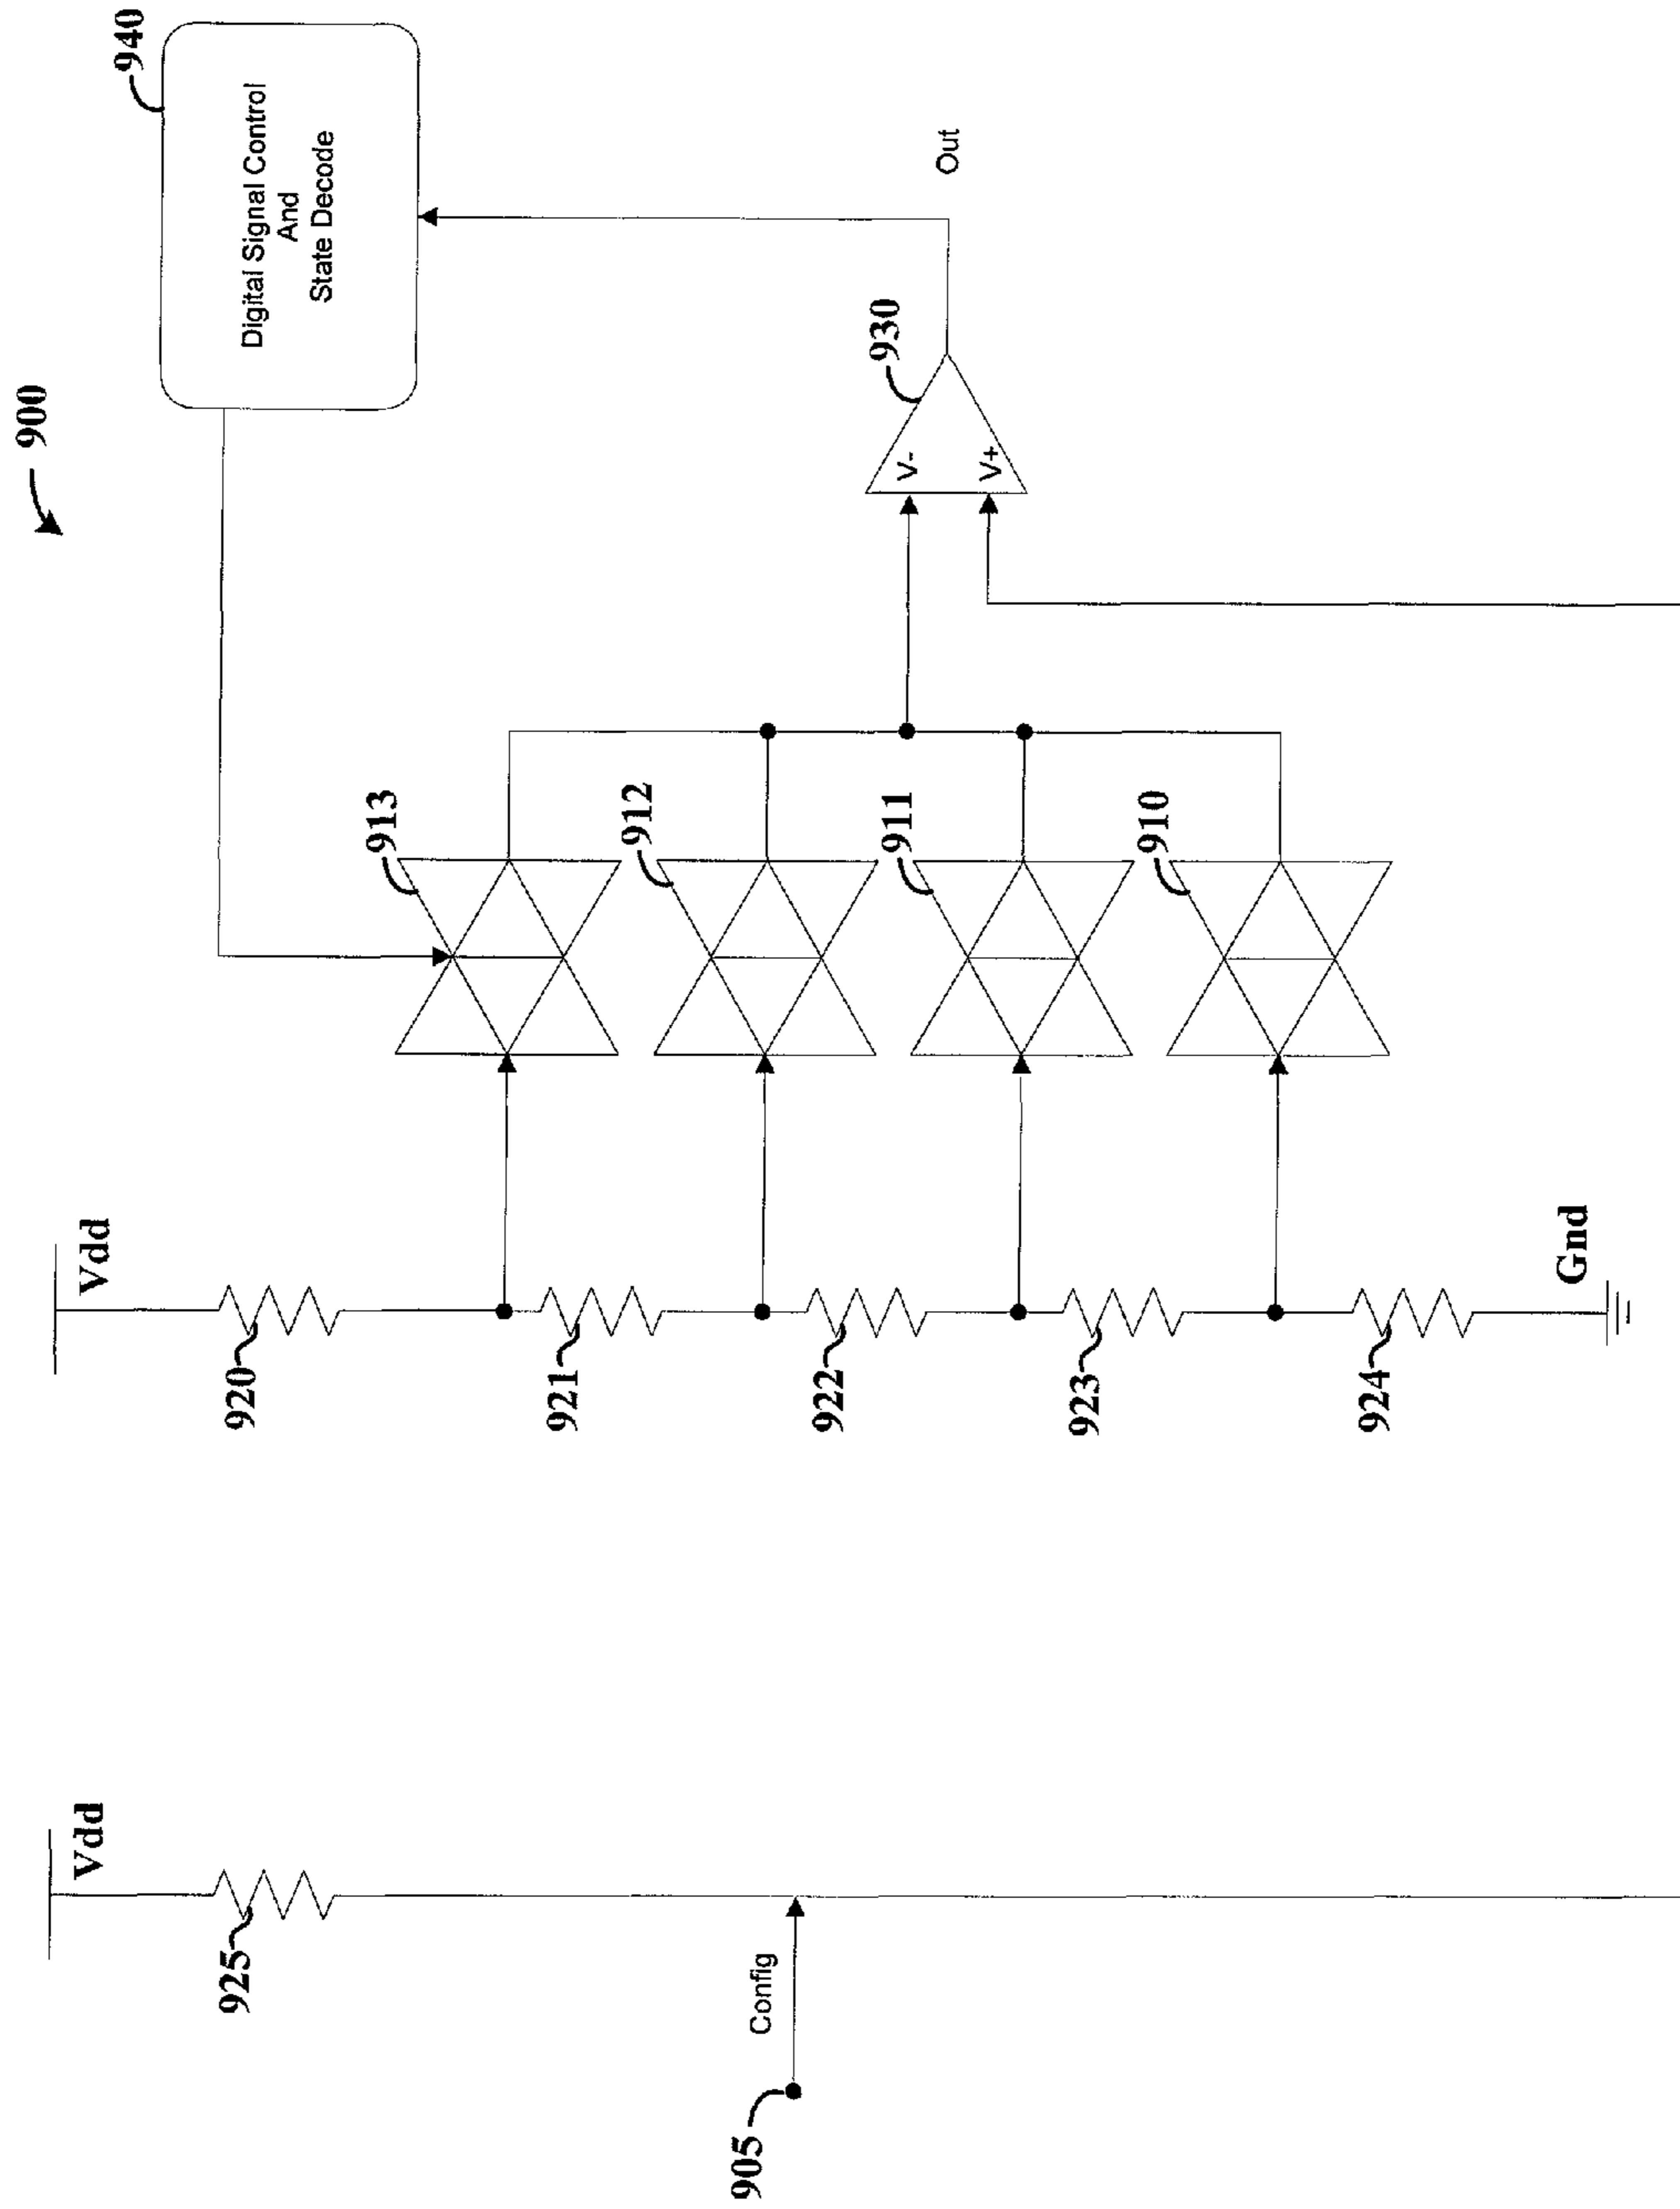 900
940
Digital Signal Control
And
State Decode
Out
930
V-
V+
913
912
911
910
Vdd
920
921
922
923
924
Gnd
Vdd
925
Config
905